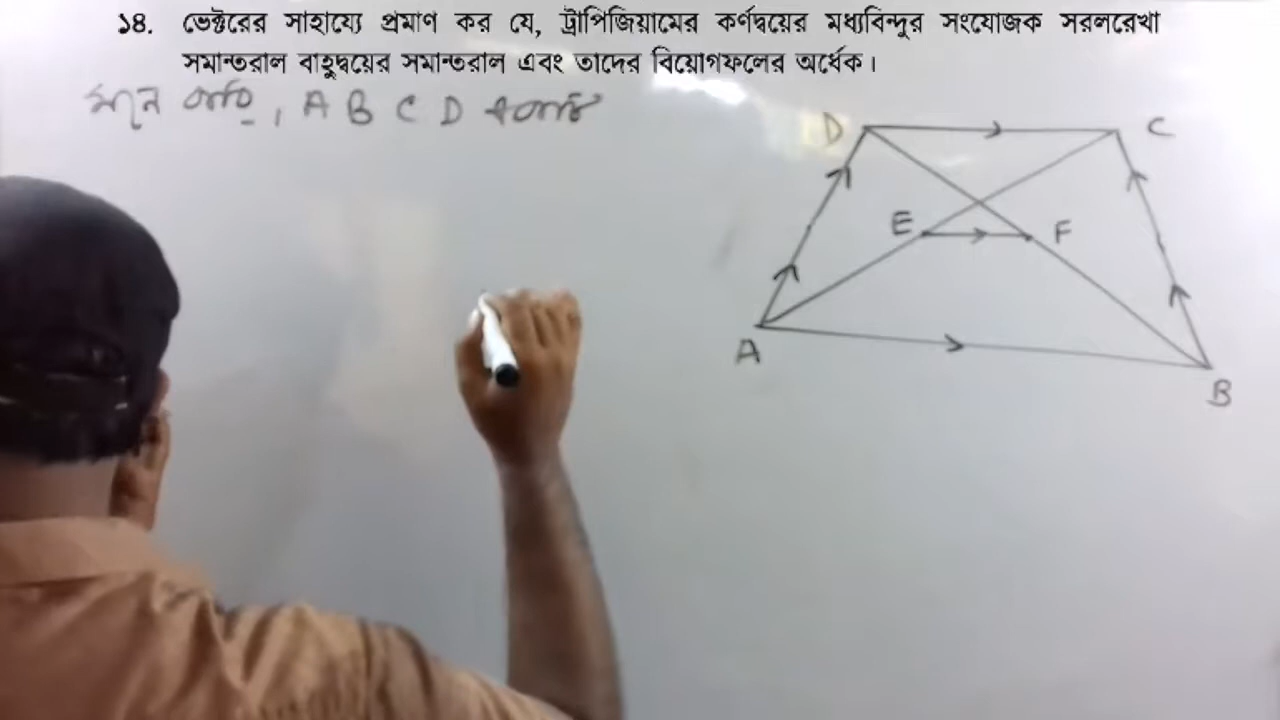 ১৪. ভেক্টরের সাহায্যে প্রমাণ কর যে, ট্রাপিজিয়ামের কর্ণদ্বয়ের মধ্যবিন্দুর সংযোজক সরলরেখা
সমান্তরাল বাহুদ্বয়ের সমান্তরাল এবং তাদের বিয়োগফলের অর্ধেক।
মনে করি, A B C D একটি
D
C
E
F
A
B